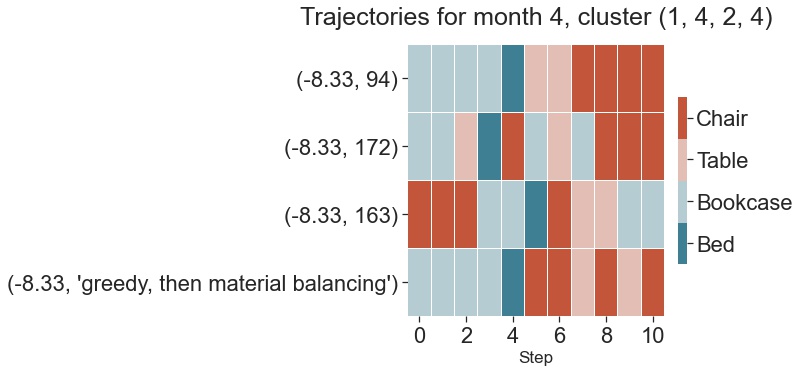 Trajectories for month 4, cluster (1, 4, 2, 4)
(-8.33, 94)
(-8.33, 172)
(-8.33, 163)
(-8.33, 'greedy, then material balancing')
0 2 4 6 8 10
Step
Chair
Table
Bookcase
Bed